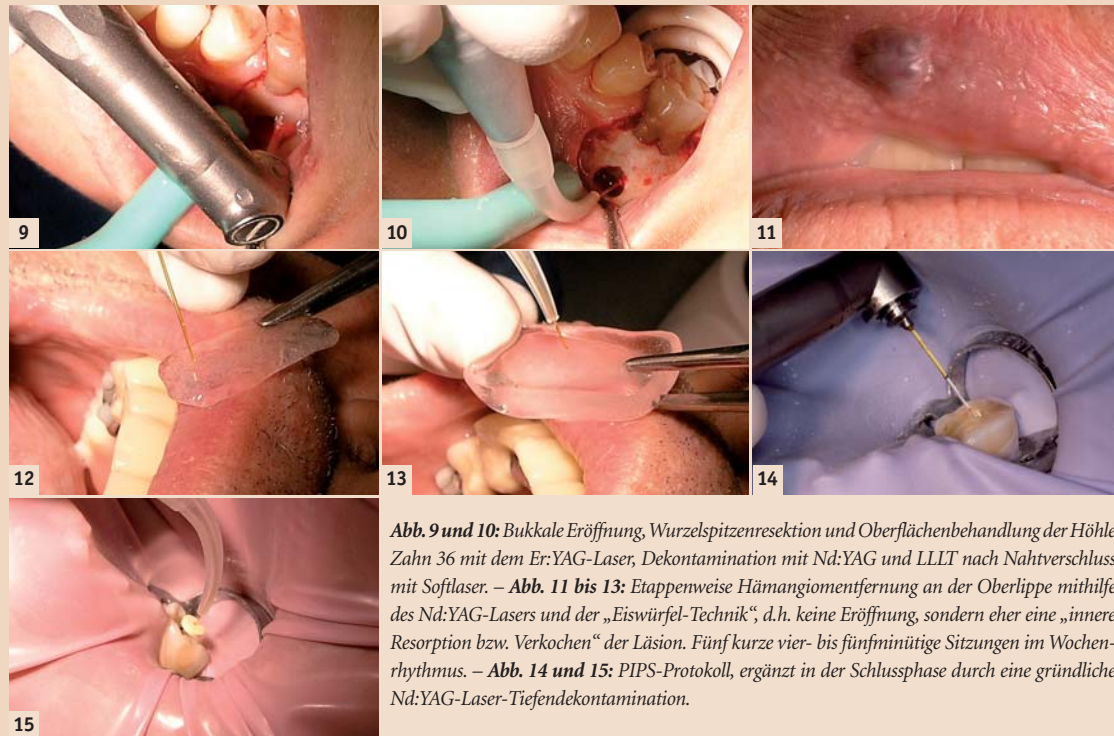 9
10
11
12
13
14
15
Abb. 9 und 10: Bukkale Eröffnung, Wurzelspitzenresektion und Oberflächenbehandlung der Höhle
Zahn 36 mit dem Er:YAG-Laser, Dekontamination mit Nd:YAG und LLLT nach Nahtverschluss
mit Softlaser. – Abb. 11 bis 13: Etappenweise Hämangiomentfernung an der Oberlippe mithilfe
des Nd:YAG-Lasers und der „Eiswürfel-Technik“, d.h. keine Eröffnung, sondern eher eine „innere
Resorption bzw. Verkochen“ der Läsion. Fünf kurze vier- bis fünfminütige Sitzungen im Wochen-
rhythmus. – Abb. 14 und 15: PIPS-Protokoll, ergänzt in der Schlussphase durch eine gründliche
Nd:YAG-Laser-Tiefendekontamination.